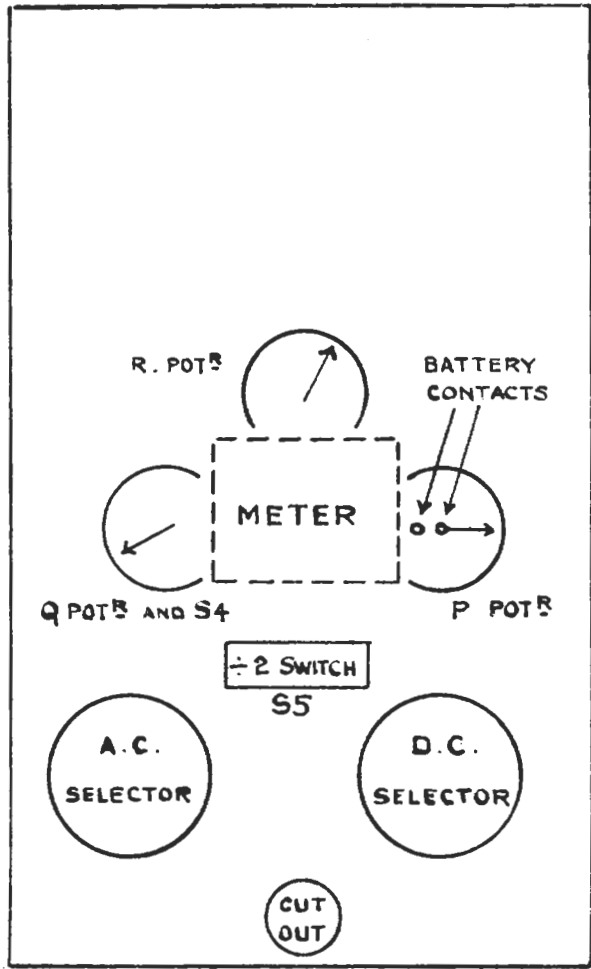 R. POTR
BATTERY
CONTACTS
METER
Q POTR AND S4
P POTR
÷2 SWITCH
S5
A.C.
SELECTOR
D.C.
SELECTOR
CUT
OUT